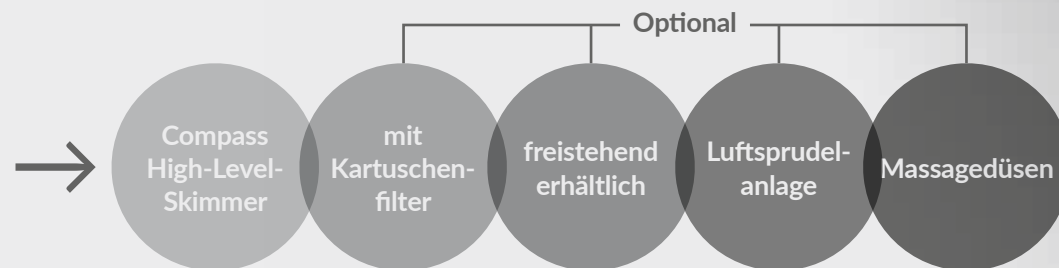 Optional
Compass
High-Level-
Skimmer
mit
Kartuschen-
filter
freistehend
erhältlich
Luftsprudel-
anlage
Massagedüsen